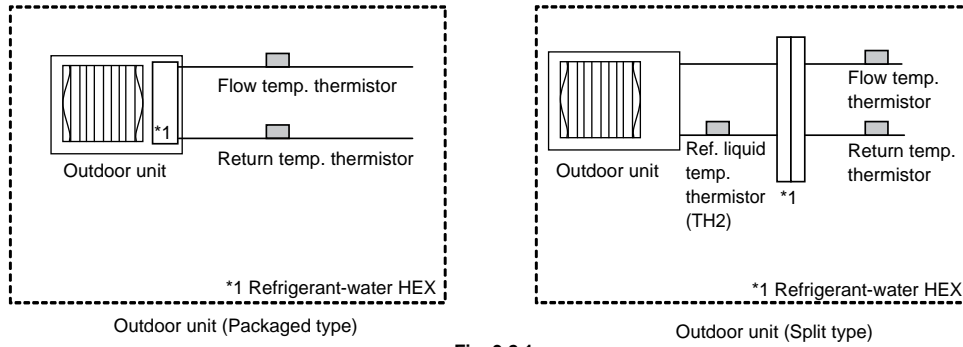 *1
Flow temp. thermistor
Return temp. thermistor
Outdoor unit
*1 Refrigerant-water HEX
Outdoor unit (Packaged type)
Flow temp.
thermistor
Outdoor unit
Ref. liquid
temp.
thermistor
(TH2)
*1
Return temp.
thermistor
*1 Refrigerant-water HEX
Outdoor unit (Split type)